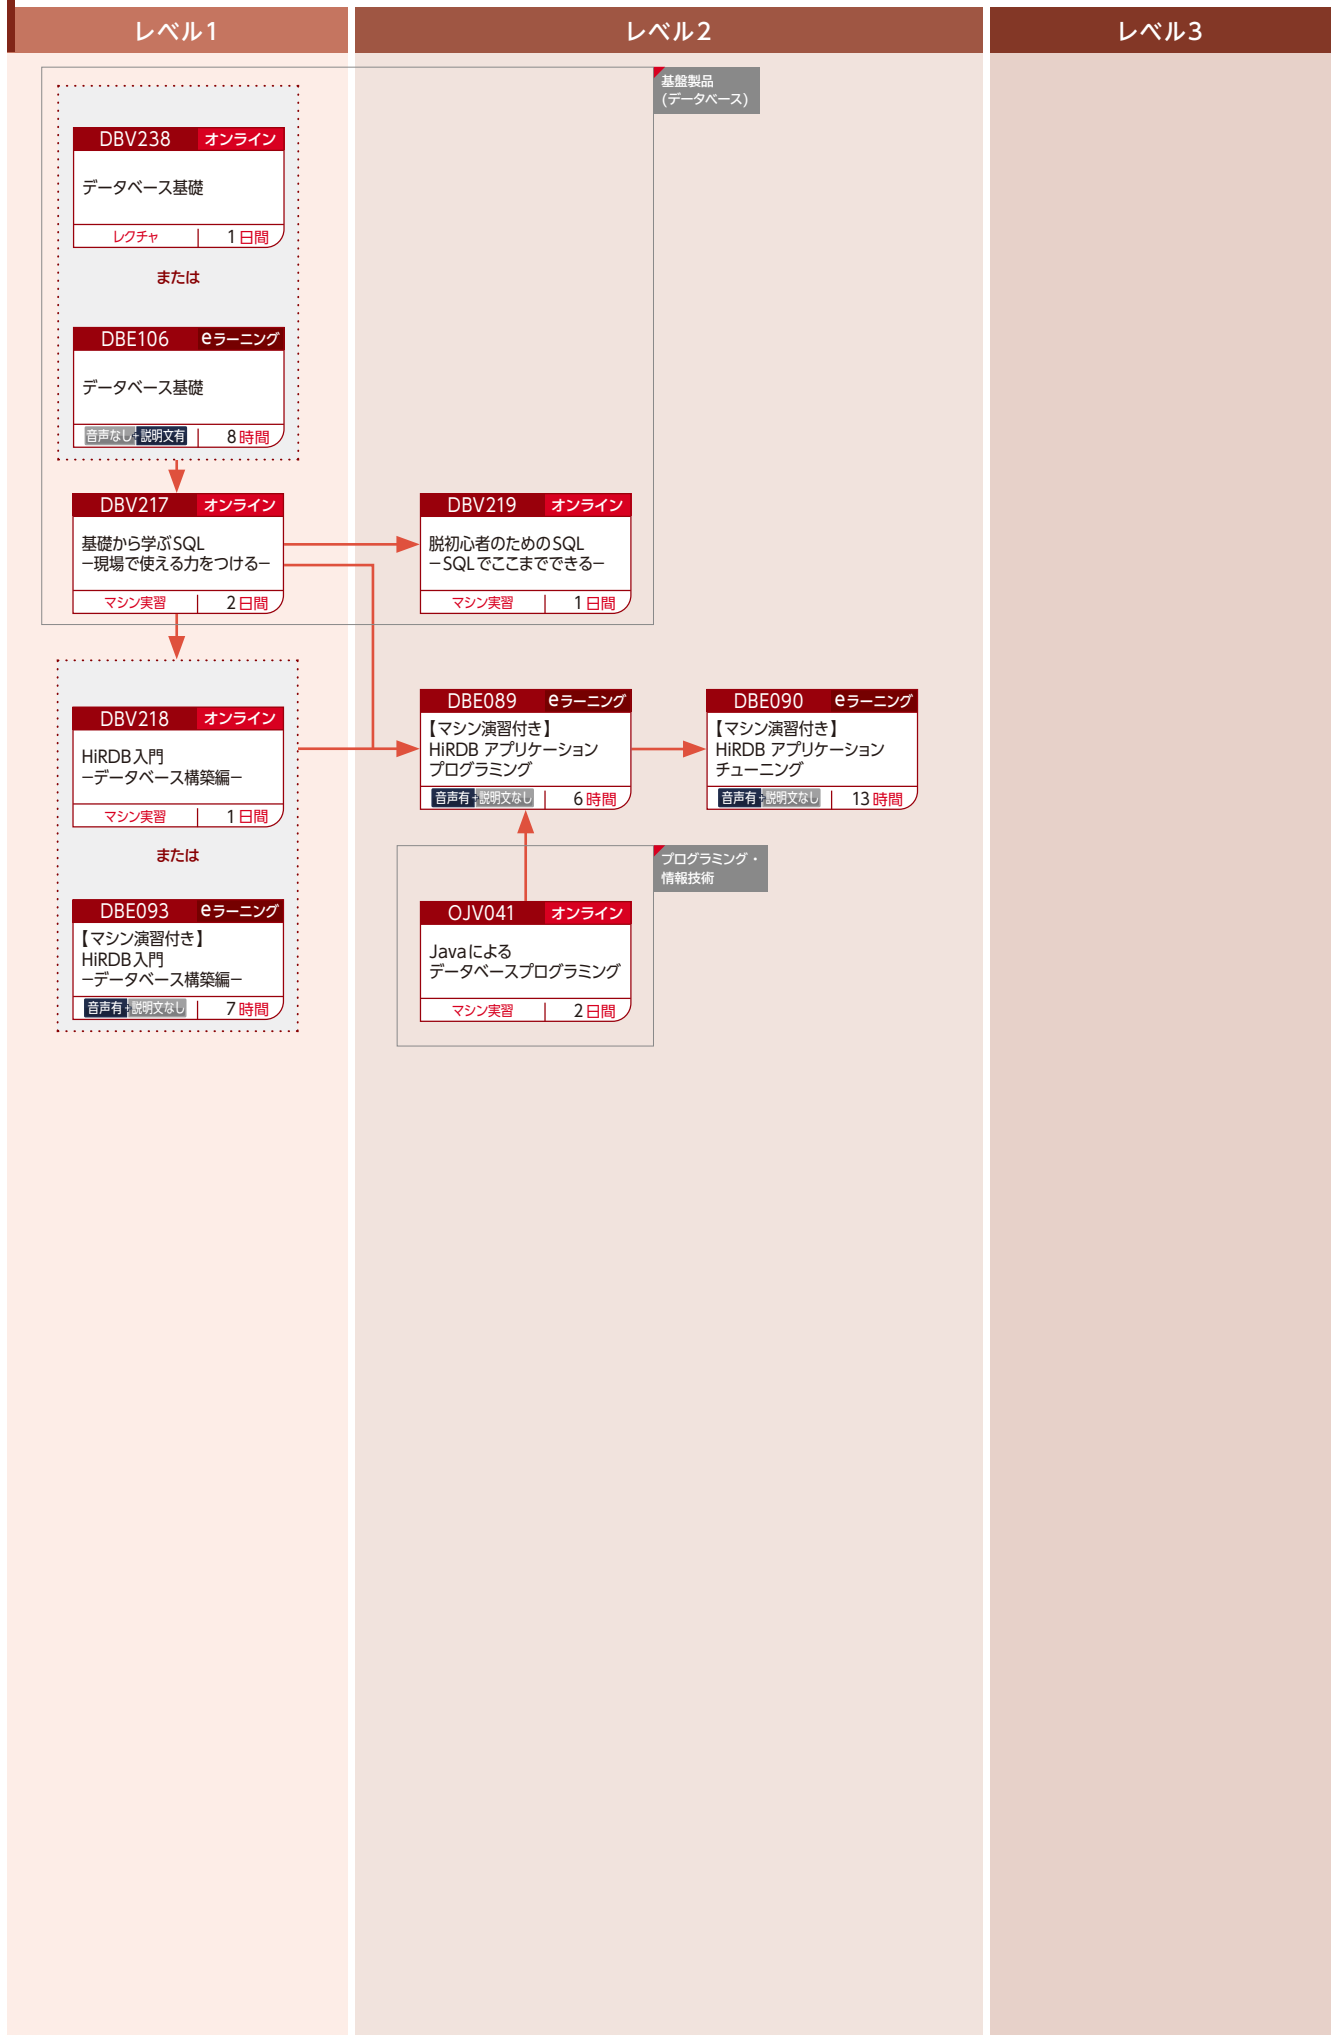 レベル1
レベル2
レベル3
基盤製品
(データベース)
DBV238 オンライン
データベース基礎
レクチャ 1日間
または
DBE106 eラーニング
データベース基礎
音声なし+説明文有 8時間
DBV217 オンライン
基礎から学ぶSQL
−現場で使える力をつける−
マシン実習 2日間
DBV219 オンライン
脱初心者のためのSQL
−SQLでここまでできる−
マシン実習 1日間
DBV218 オンライン
HiRDB入門
−データベース構築編−
マシン実習 1日間
または
DBE093 eラーニング
【マシン演習付き】
HiRDB入門
−データベース構築編−
音声有+説明文なし 7時間
DBE089 eラーニング
【マシン演習付き】
HiRDB アプリケーション
プログラミング
音声有+説明文なし 6時間
DBE090 eラーニング
【マシン演習付き】
HiRDB アプリケーション
チューニング
音声有+説明文なし 13時間
プログラミング・
情報技術
OJV041 オンライン
Javaによる
データベースプログラミング
マシン実習 2日間